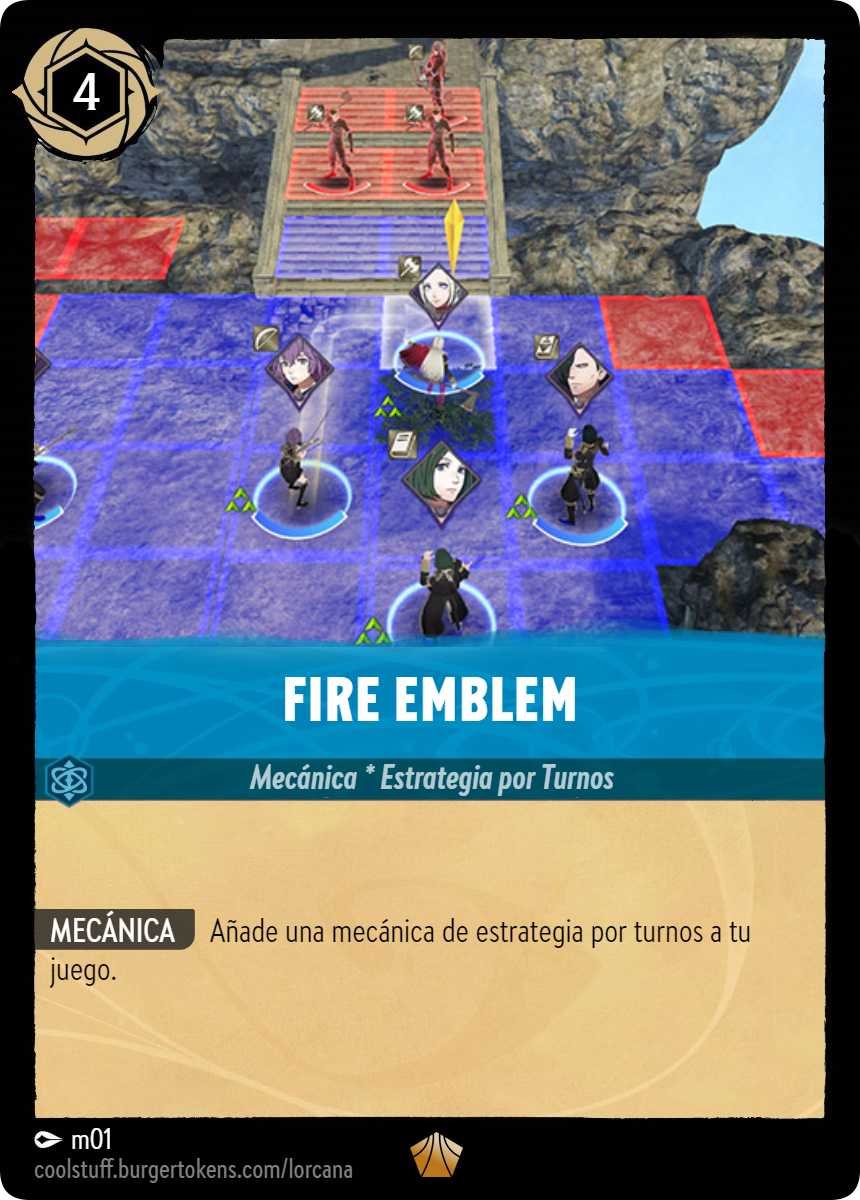 4
FIRE EMBLEM
Mecánica * Estrategia por Turnos
MECÁNICA Añade una mecánica de estrategia por turnos a tu
juego.
m01
coolstuff.burgertokens.com/lorcana